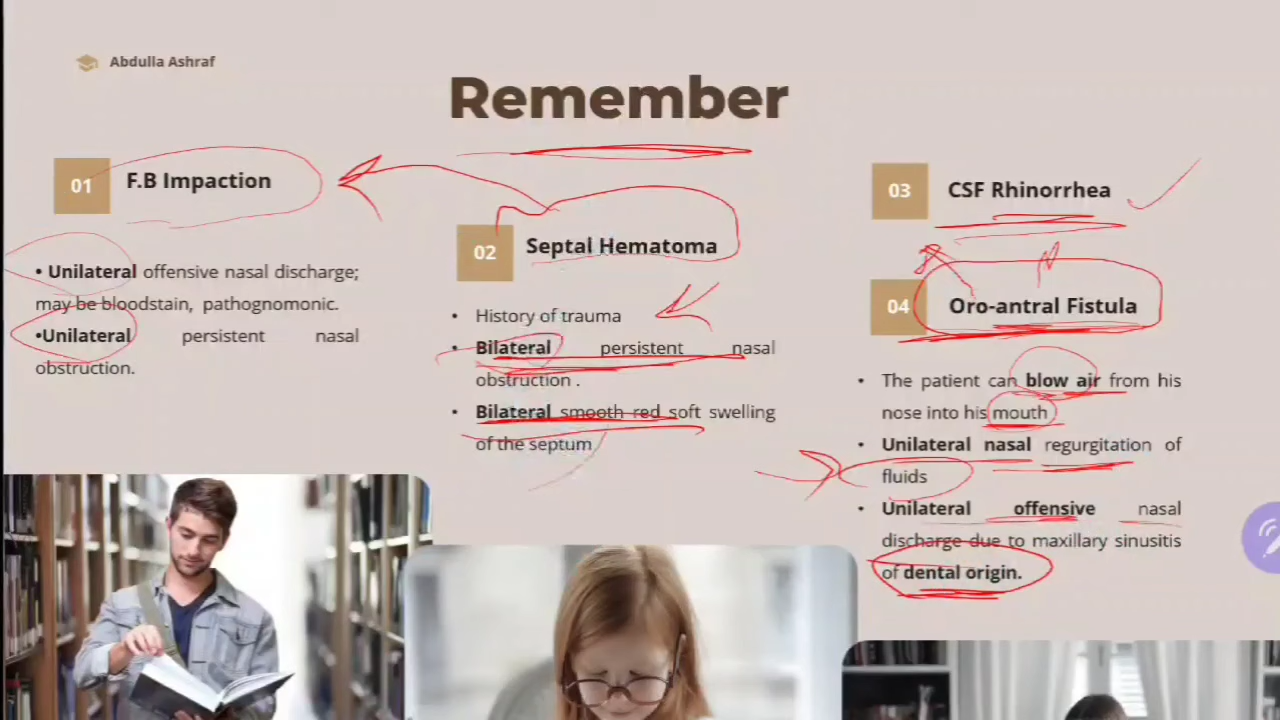 Abdulla Ashraf
Remember
01
F.B Impaction
• Unilateral offensive nasal discharge;
may be bloodstain, pathognomonic.
•Unilateral persistent nasal
obstruction.
02
Septal Hematoma
• History of trauma
• Bilateral persistent nasal
obstruction .
• Bilateral smooth red soft swelling
of the septum
03
CSF Rhinorrhea
04
Oro-antral Fistula
• The patient can blow air from his
nose into his mouth
• Unilateral nasal regurgitation of
fluids
• Unilateral offensive nasal
discharge due to maxillary sinusitis
of dental origin.